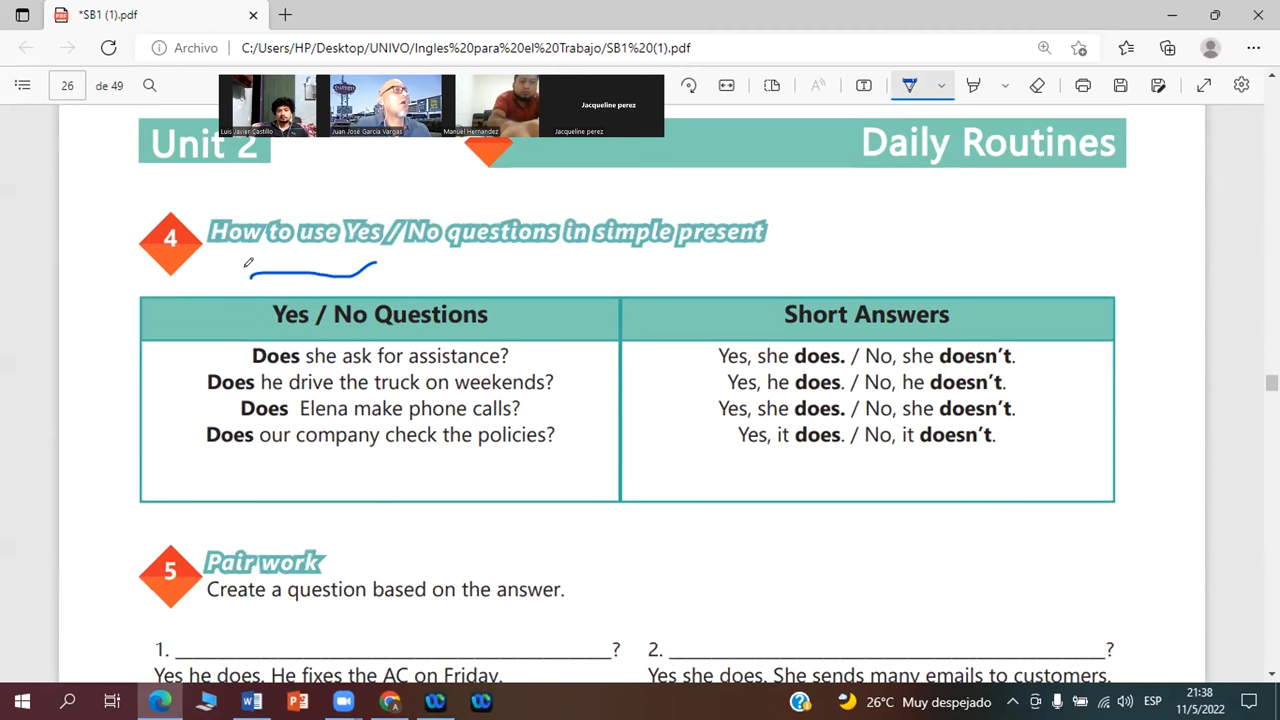 *SB1 (1).pdf
Archivo
C:/Users/HP/Desktop/UNIVO/Ingles%20para%20el%20Trabajo/SB1%20(1).pdf
26 de 49
Luis Javier Castillo
Juan José García Vargas
Manuel Hernandez
Jacqueline perez
Jacqueline perez
Unit 2
Daily Routines
4
How to use Yes / No questions in simple present
Yes / No Questions
Short Answers
Does she ask for assistance?
Yes, she does. / No, she doesn't.
Does he drive the truck on weekends?
Yes, he does. / No, he doesn't.
Does Elena make phone calls?
Yes, she does. / No, she doesn't.
Does our company check the policies?
Yes, it does. / No, it doesn't.
5
Pair work
Create a question based on the answer.
1. ______________________________________________?
2. ______________________________________________?
Yes he does. He fixes the AC on Friday.
Yes she does. She sends many emails to customers.
26°C Muy despejado
ESP
21:38
11/5/2022